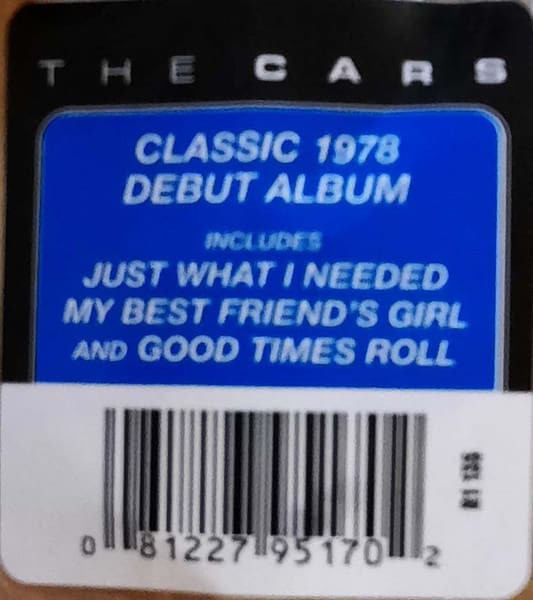 THE CARS
CLASSIC 1978
DEBUT ALBUM
INCLUDES
JUST WHAT I NEEDED
MY BEST FRIEND'S GIRL
AND GOOD TIMES ROLL
0 81227 95170 2